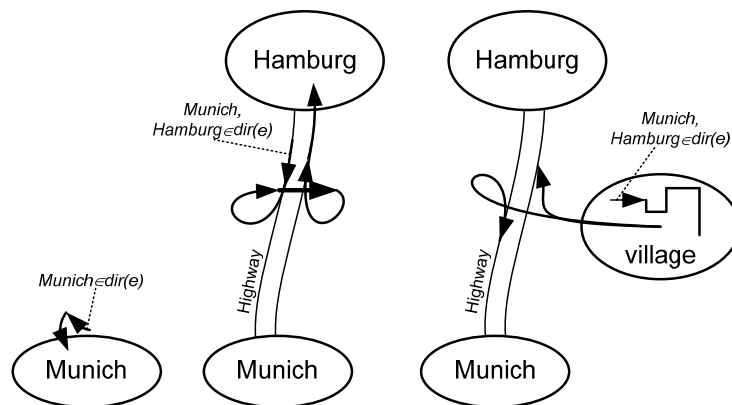 Hamburg
Hamburg
Munich,
Hamburg∈dir(e)
Munich,
Hamburg∈dir(e)
village
Highway
Highway
Munich∈dir(e)
Munich
Munich
Munich